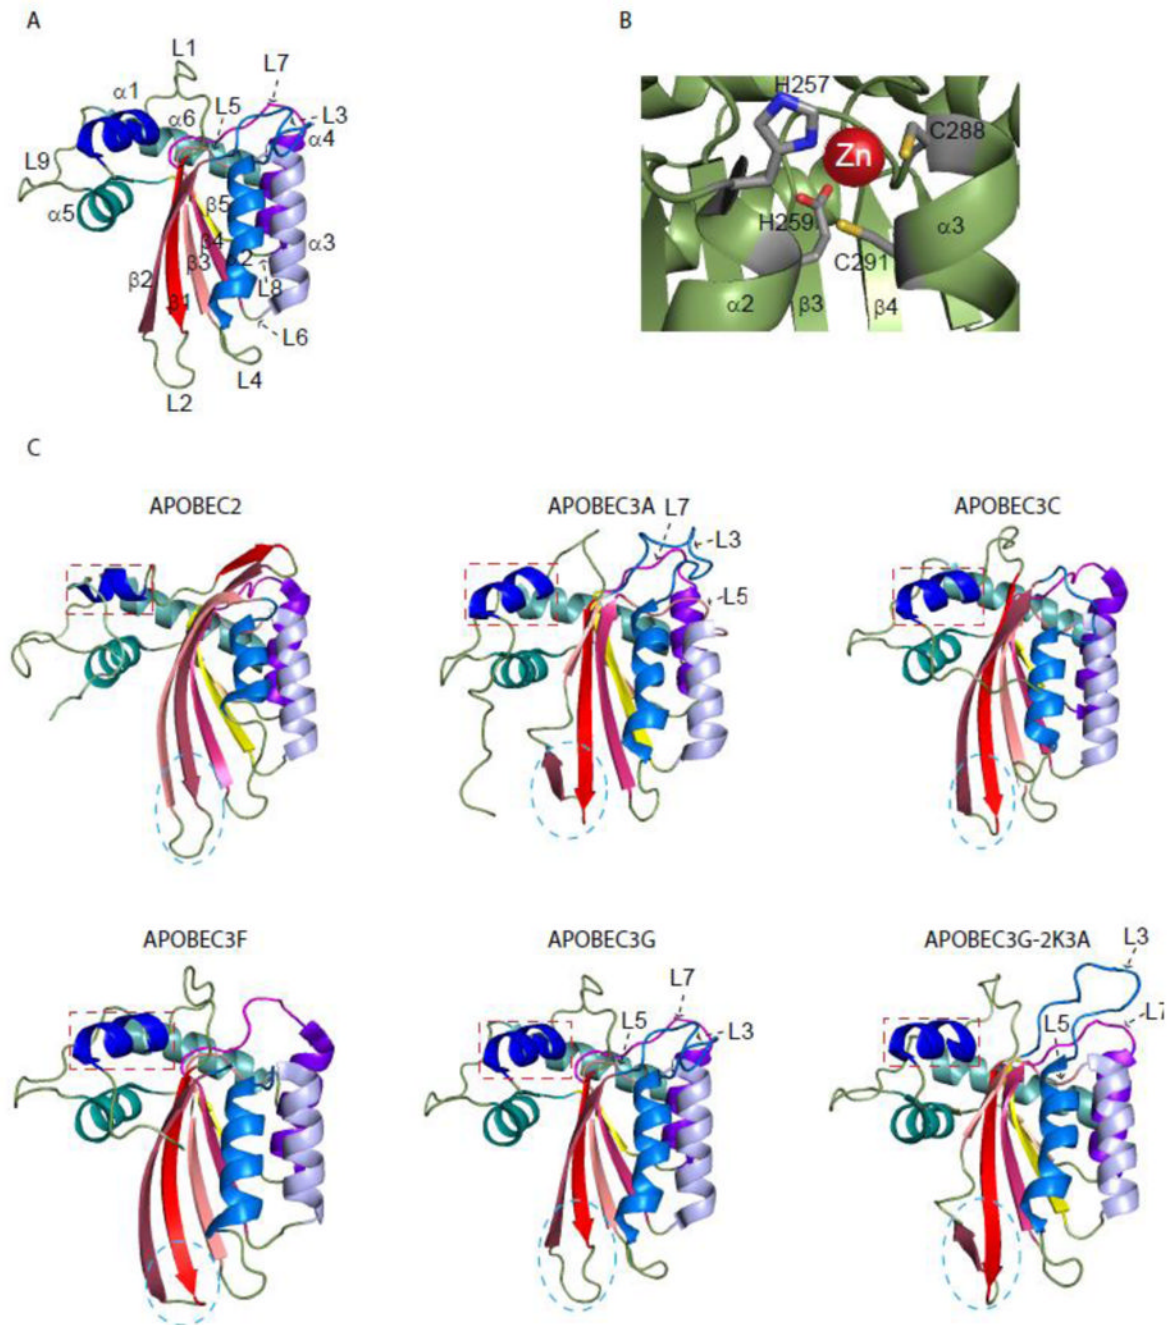 A
B
L1
L7
α1
L5
L3
α6
α4
L9
α5
β5
β4
α3
β2
β3
α2
β1
L8
L6
L4
L2
H257
Zn
C288
H259
α3
C291
α2
β3
β4
C
APOBEC2
APOBEC3A
L7
L3
L5
APOBEC3C
APOBEC3F
APOBEC3G
L7
L5
L3
APOBEC3G-2K3A
L3
L5
L7